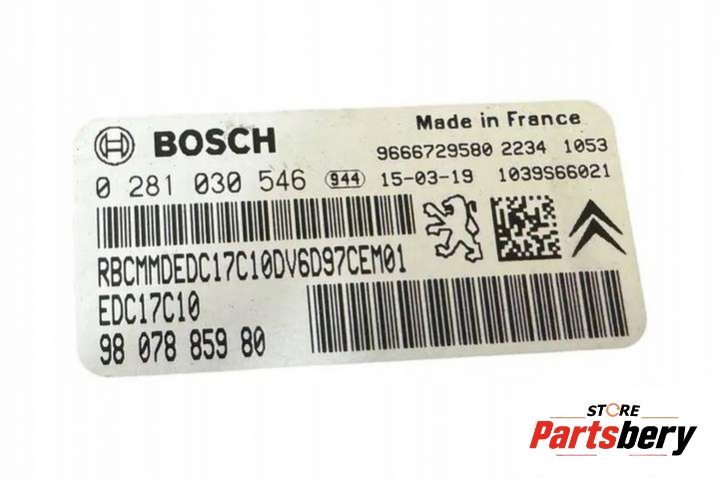 BOSCH
Made in France
9666729580 2234 1053
0 281 030 546 944 15-03-19 1039S66021
RBCMMDEDC17C10DV6D97CEM01
EDC17C10
98 078 859 80
STORE
Partsbery